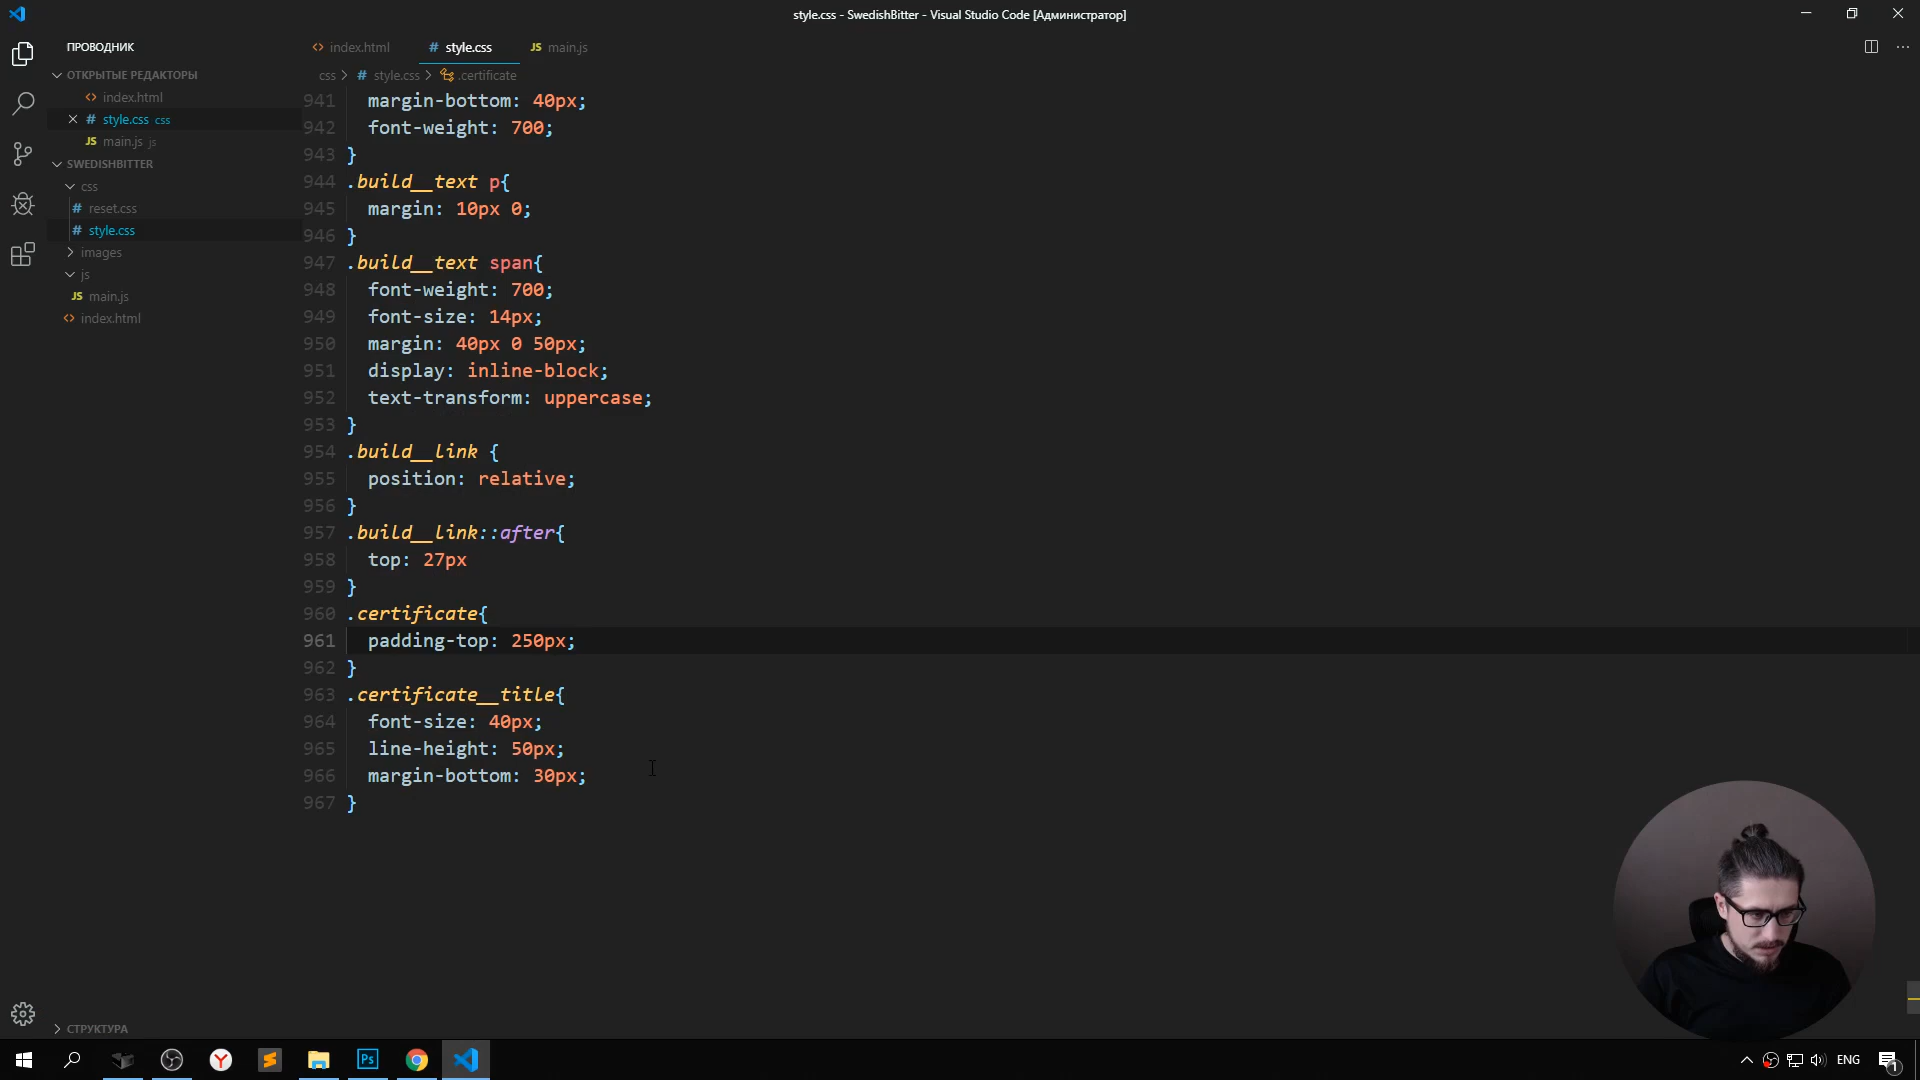 style.css - SwedishBitter - Visual Studio Code [Администратор]
ПРОВОДНИК
ОТКРЫТЫЕ РЕДАКТОРЫ
<> index.html
# style.css css
JS main.js js
SWEDISHBITTER
css
# reset.css
# style.css
images
js
JS main.js
<> index.html
СТРУКТУРА
<> index.html
# style.css
JS main.js
css > # style.css > .certificate
941 margin-bottom: 40px;
942 font-weight: 700;
943 }
944 .build__text p{
945 margin: 10px 0;
946 }
947 .build__text span{
948 font-weight: 700;
949 font-size: 14px;
950 margin: 40px 0 50px;
951 display: inline-block;
952 text-transform: uppercase;
953 }
954 .build__link {
955 position: relative;
956 }
957 .build__link::after{
958 top: 27px
959 }
960 .certificate{
961 padding-top: 250px;
962 }
963 .certificate__title{
964 font-size: 40px;
965 line-height: 50px;
966 margin-bottom: 30px;
967 }
Y
S
Ps
ENG
1